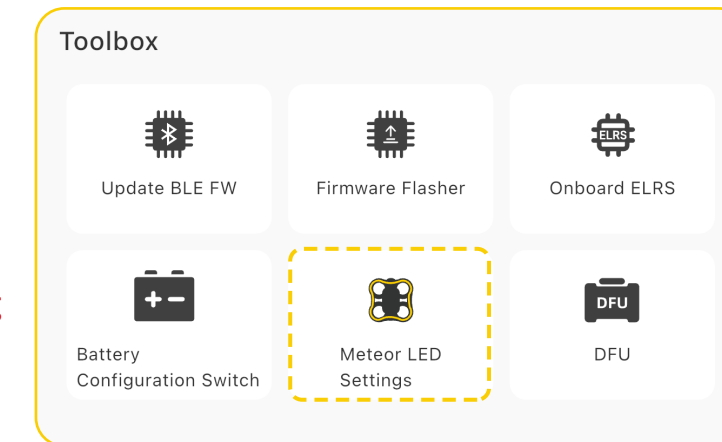 Toolbox
Update BLE FW
Firmware Flasher
ELRS
Onboard ELRS
Battery
Configuration Switch
Meteor LED
Settings
DFU
DFU